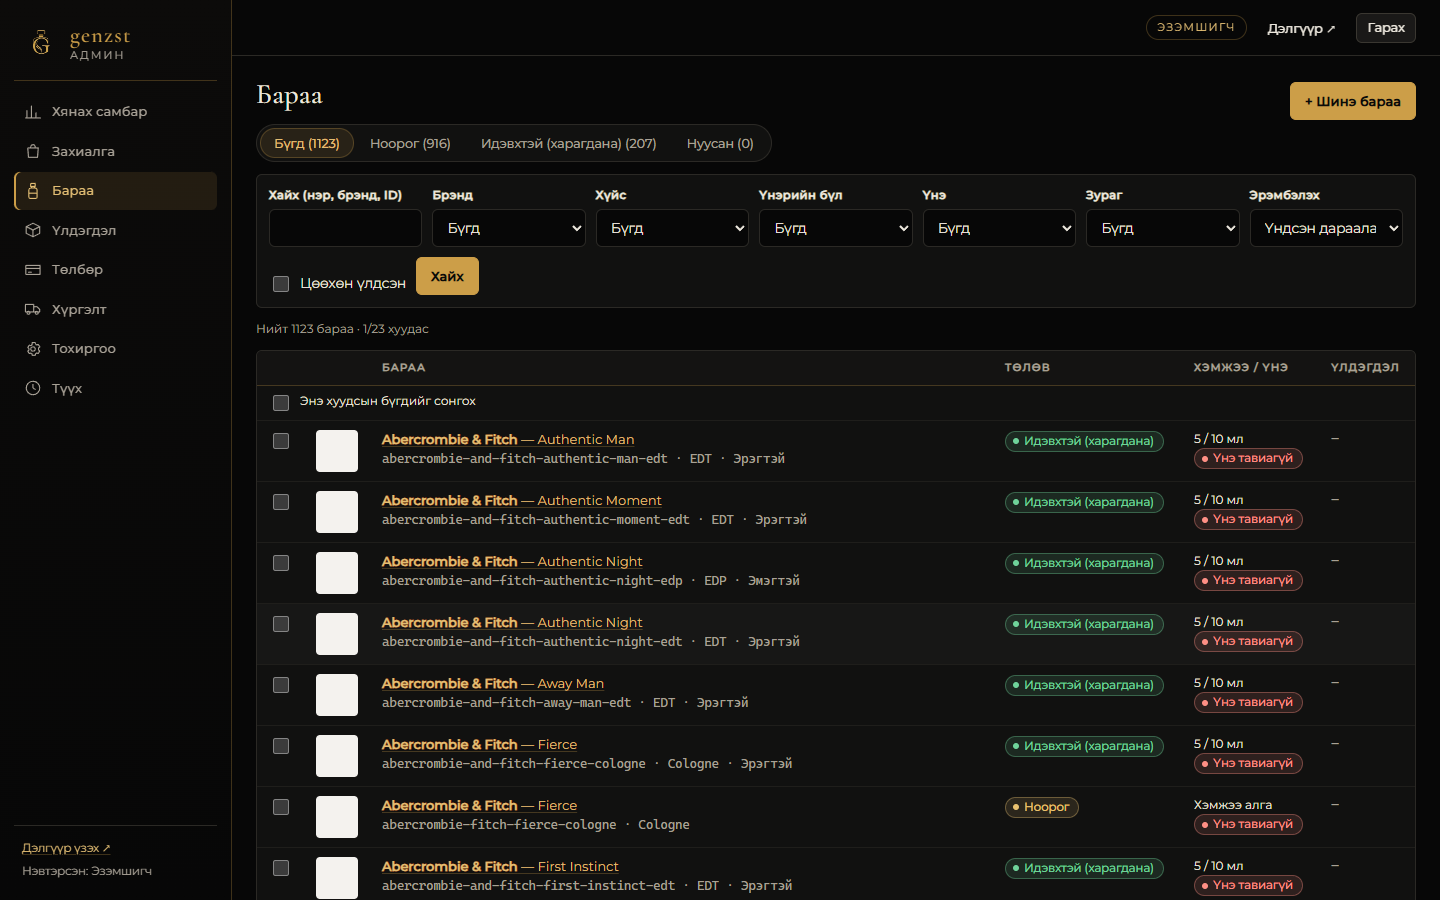 genzst
АДМИН
Хянах самбар
Захиалга
Бараа
Үлдэгдэл
Төлбөр
Хүргэлт
Тохиргоо
Түүх
Дэлгүүр үзэх ↗
Нэвтэрсэн: Эзэмшигч
ЭЗЭМШИГЧ Дэлгүүр ↗ Гарах
Бараа
+ Шинэ бараа
Бүгд (1123) Ноорог (916) Идэвхтэй (харагдана) (207) Нуусан (0)
Хайх (нэр, брэнд, ID) Брэнд Хүйс Үнэрийн бүл Үнэ Зураг Эрэмбэлэх
Бүгд Бүгд Бүгд Бүгд Бүгд Үндсэн дараала
Цөөхөн үлдсэн Хайх
Нийт 1123 бараа · 1/23 хуудас
БАРАА ТӨЛӨВ ХЭМЖЭЭ / ҮНЭ ҮЛДЭГДЭЛ
Энэ хуудсын бүгдийг сонгох
Abercrombie & Fitch — Authentic Man Идэвхтэй (харагдана) 5 / 10 мл –
abercrombie-and-fitch-authentic-man-edt · EDT · Эрэгтэй Үнэ тавиагүй
Abercrombie & Fitch — Authentic Moment Идэвхтэй (харагдана) 5 / 10 мл –
abercrombie-and-fitch-authentic-moment-edt · EDT · Эрэгтэй Үнэ тавиагүй
Abercrombie & Fitch — Authentic Night Идэвхтэй (харагдана) 5 / 10 мл –
abercrombie-and-fitch-authentic-night-edp · EDP · Эмэгтэй Үнэ тавиагүй
Abercrombie & Fitch — Authentic Night Идэвхтэй (харагдана) 5 / 10 мл –
abercrombie-and-fitch-authentic-night-edt · EDT · Эрэгтэй Үнэ тавиагүй
Abercrombie & Fitch — Away Man Идэвхтэй (харагдана) 5 / 10 мл –
abercrombie-and-fitch-away-man-edt · EDT · Эрэгтэй Үнэ тавиагүй
Abercrombie & Fitch — Fierce Идэвхтэй (харагдана) 5 / 10 мл –
abercrombie-and-fitch-fierce-cologne · Cologne · Эрэгтэй Үнэ тавиагүй
Abercrombie & Fitch — Fierce Ноорог Хэмжээ алга –
abercrombie-fitch-fierce-cologne · Cologne Үнэ тавиагүй
Abercrombie & Fitch — First Instinct Идэвхтэй (харагдана) 5 / 10 мл –
abercrombie-and-fitch-first-instinct-edt · EDT · Эрэгтэй Үнэ тавиагүй